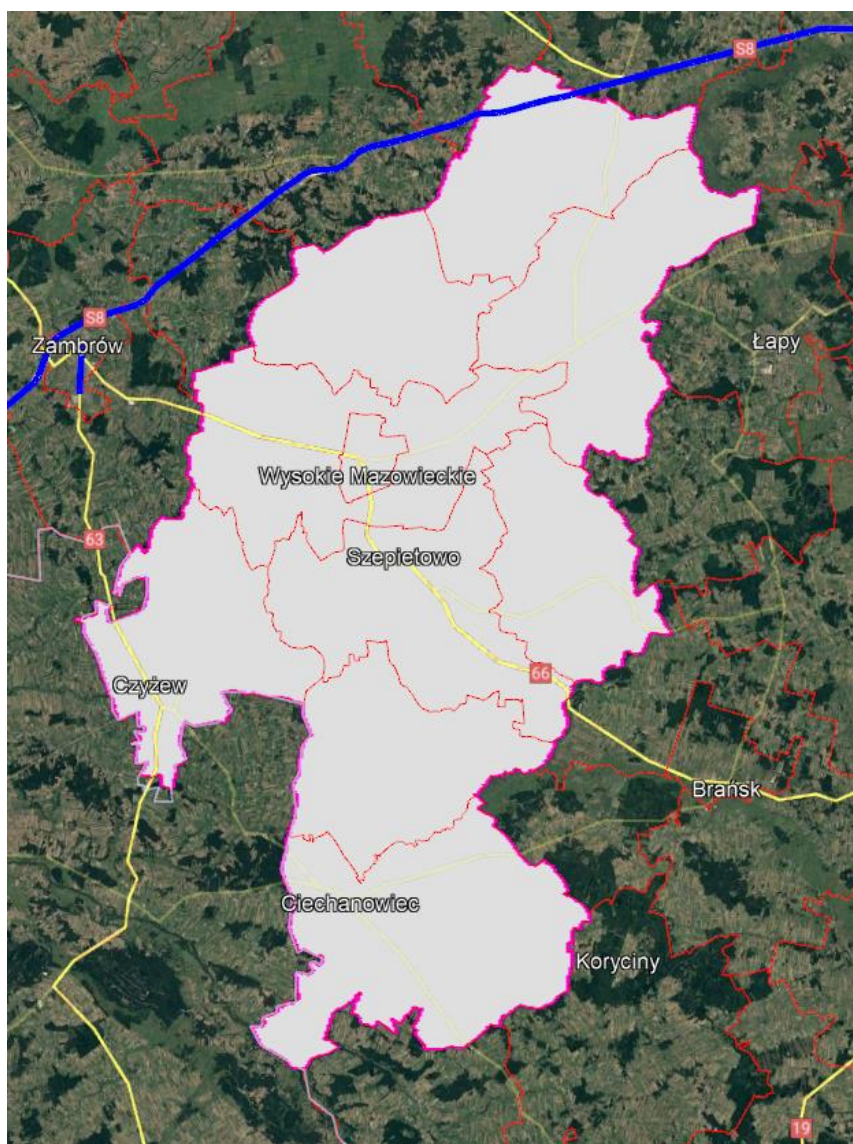 S8
S8
Zambrów
Łapy
Wysokie Mazowieckie
63
Szepietowo
66
Czyżew
Brańsk
Ciechanowiec
Koryciny
19